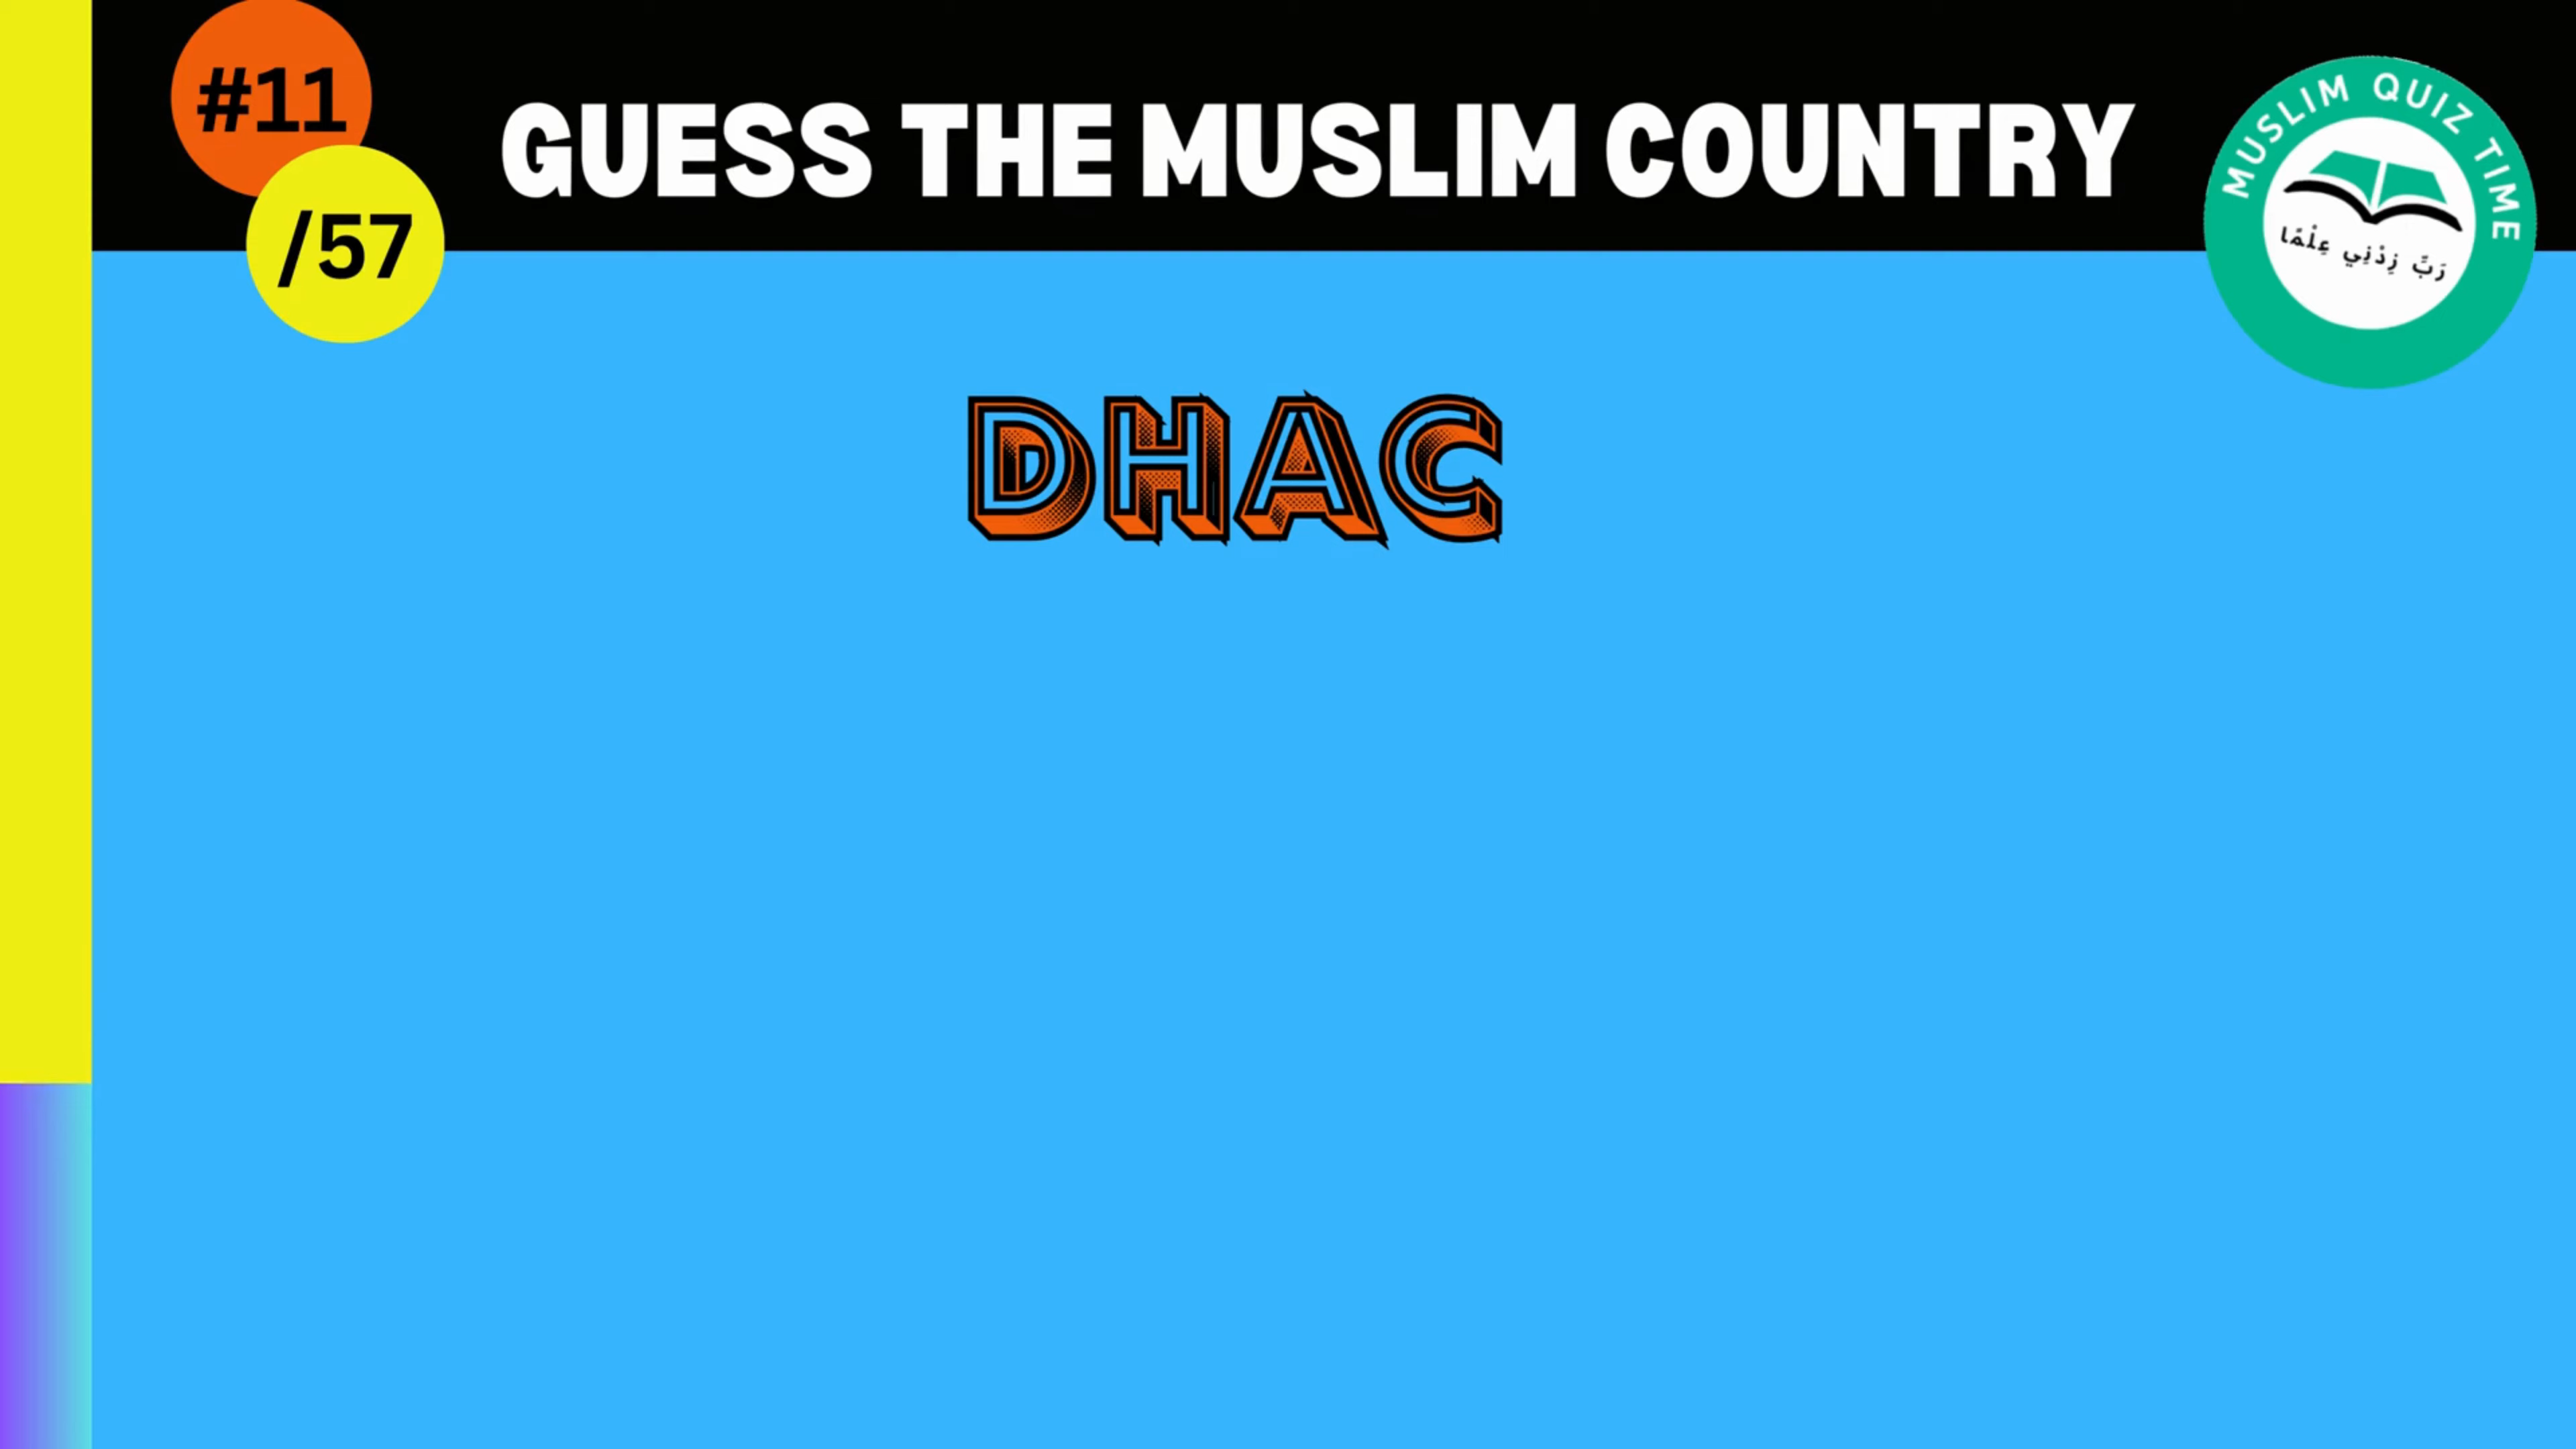 #11
/57
GUESS THE MUSLIM COUNTRY
MUSLIM QUIZ TIME
رَبِّ زِدْنِي عِلْمًا
DHAC